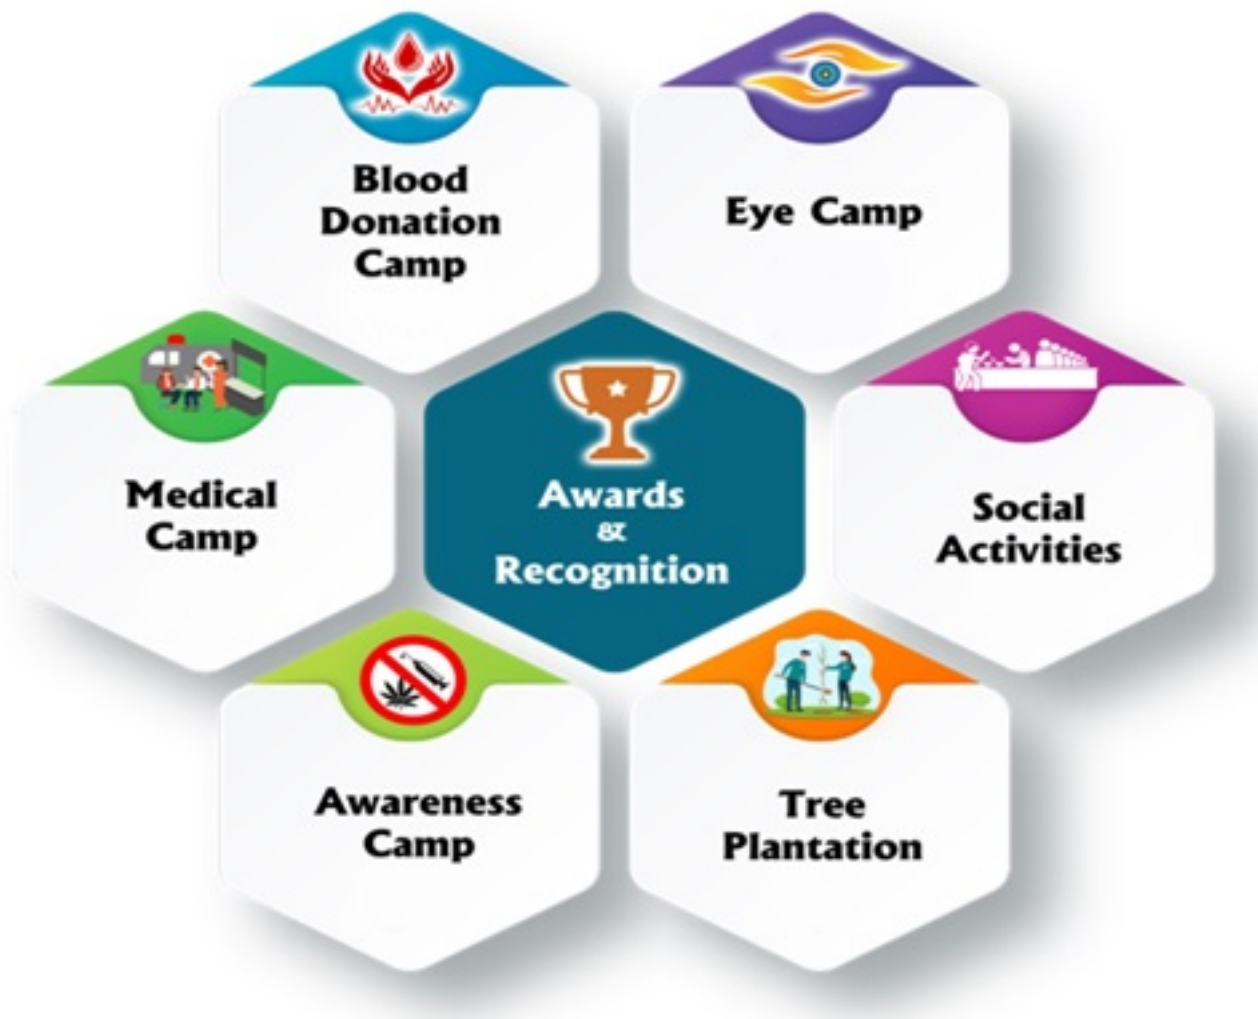 Blood
Donation
Camp
Eye Camp
Medical
Camp
Awards
&
Recognition
Social
Activities
Awareness
Camp
Tree
Plantation